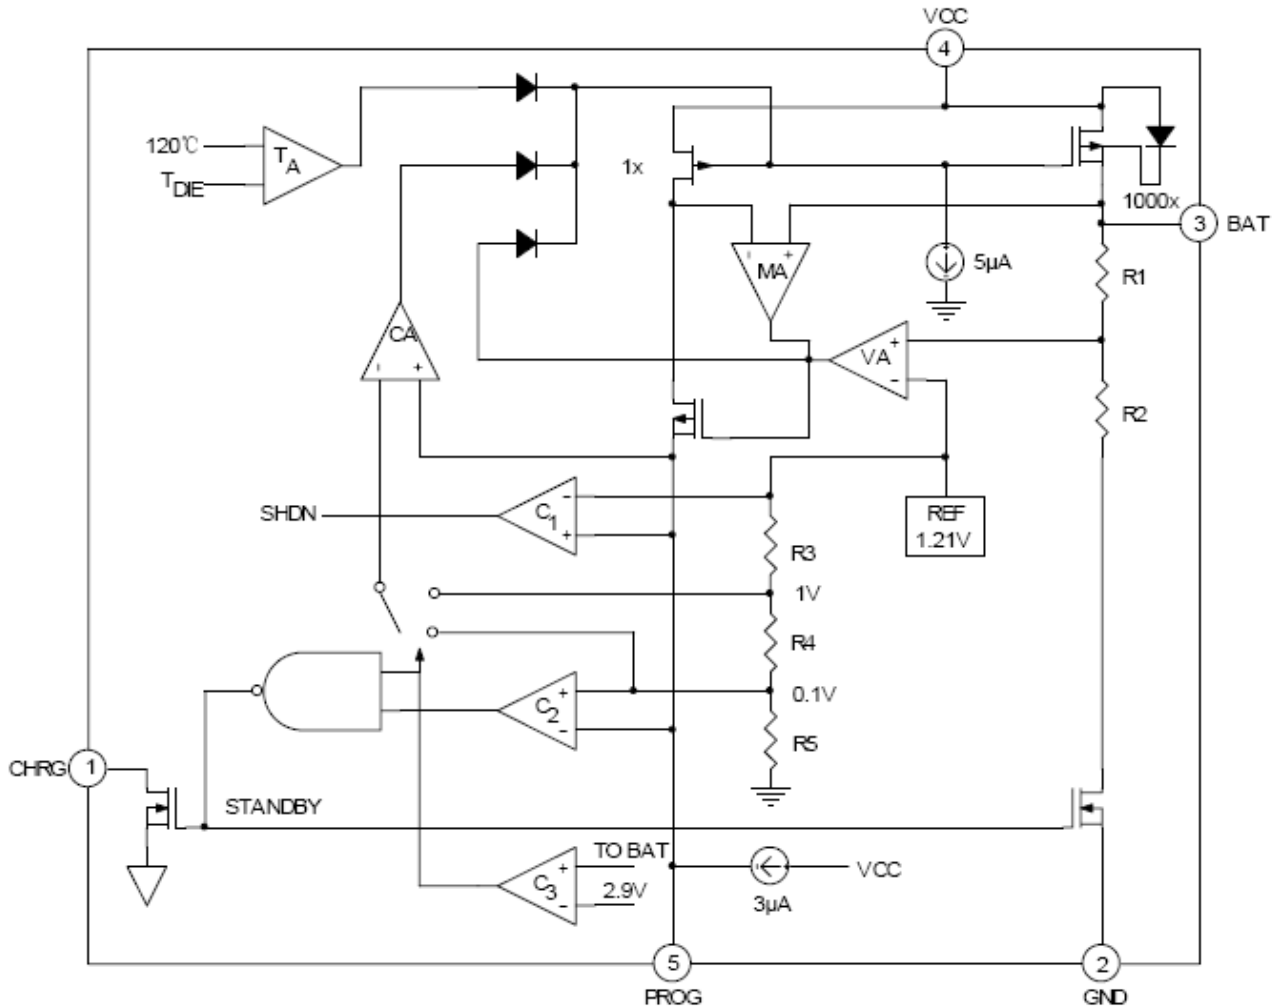 VCC
4
120℃
TA
TDIE
1x
1000x
3 BAT
- +
MA
5µA
R1
CA
- +
VA
+
-
R2
SHDN
C1
-
+
REF
1.21V
R3
1V
R4
C2
+
-
0.1V
R5
CHRG 1
STANDBY
TO BAT
C3
+
2.9V
-
VCC
3µA
5
PROG
2
GND